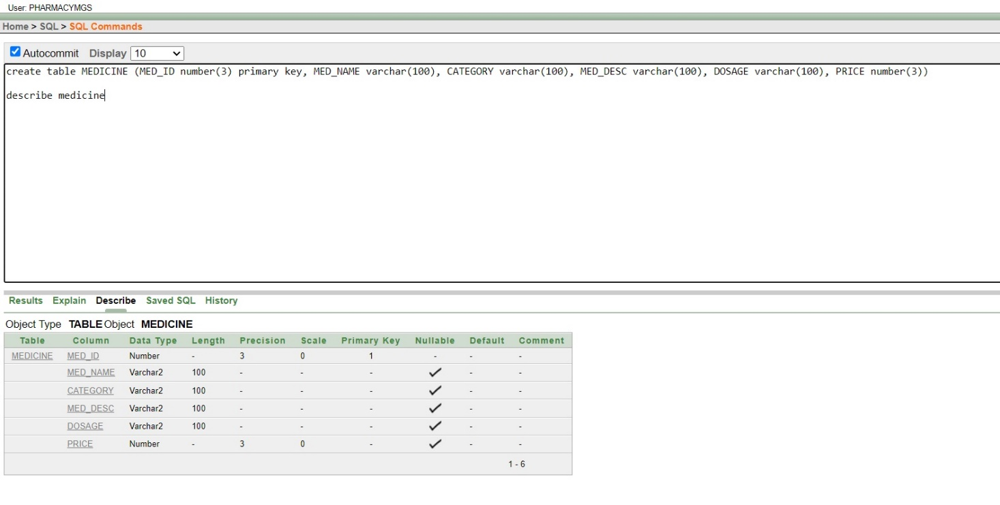 User: PHARMACYMGS
Home > SQL > SQL Commands
Autocommit Display 10
create table MEDICINE (MED_ID number(3) primary key, MED_NAME varchar(100), CATEGORY varchar(100), MED_DESC varchar(100), DOSAGE varchar(100), PRICE number(3))
describe medicine
Results Explain Describe Saved SQL History
Object Type TABLE Object MEDICINE
Table Column Data Type Length Precision Scale Primary Key Nullable Default Comment
MEDICINE MED_ID Number - 3 0 1 - - -
MED_NAME Varchar2 100 - - - ✓ - -
CATEGORY Varchar2 100 - - - ✓ - -
MED_DESC Varchar2 100 - - - ✓ - -
DOSAGE Varchar2 100 - - - ✓ - -
PRICE Number - 3 0 - ✓ - -
1 - 6